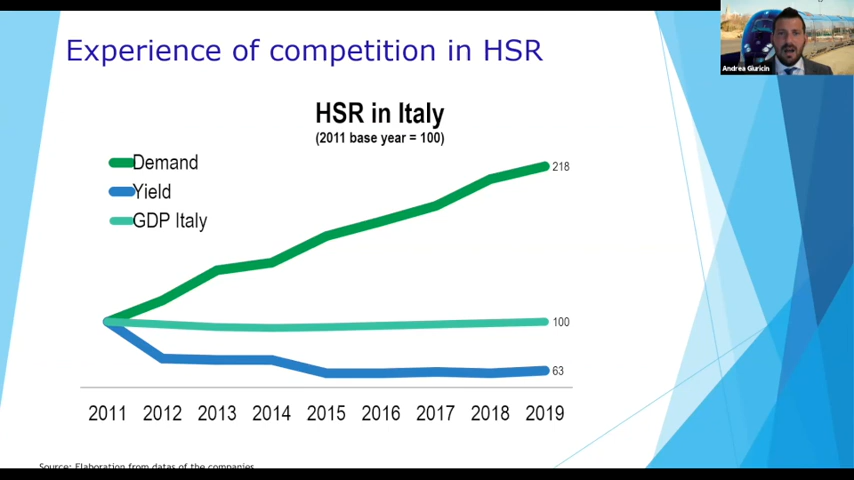 Experience of competition in HSR
Andrea Giuricin
HSR in Italy
(2011 base year = 100)
Demand
Yield
GDP Italy
218
100
63
2011 2012 2013 2014 2015 2016 2017 2018 2019
Source: Elaboration from datas of the companies